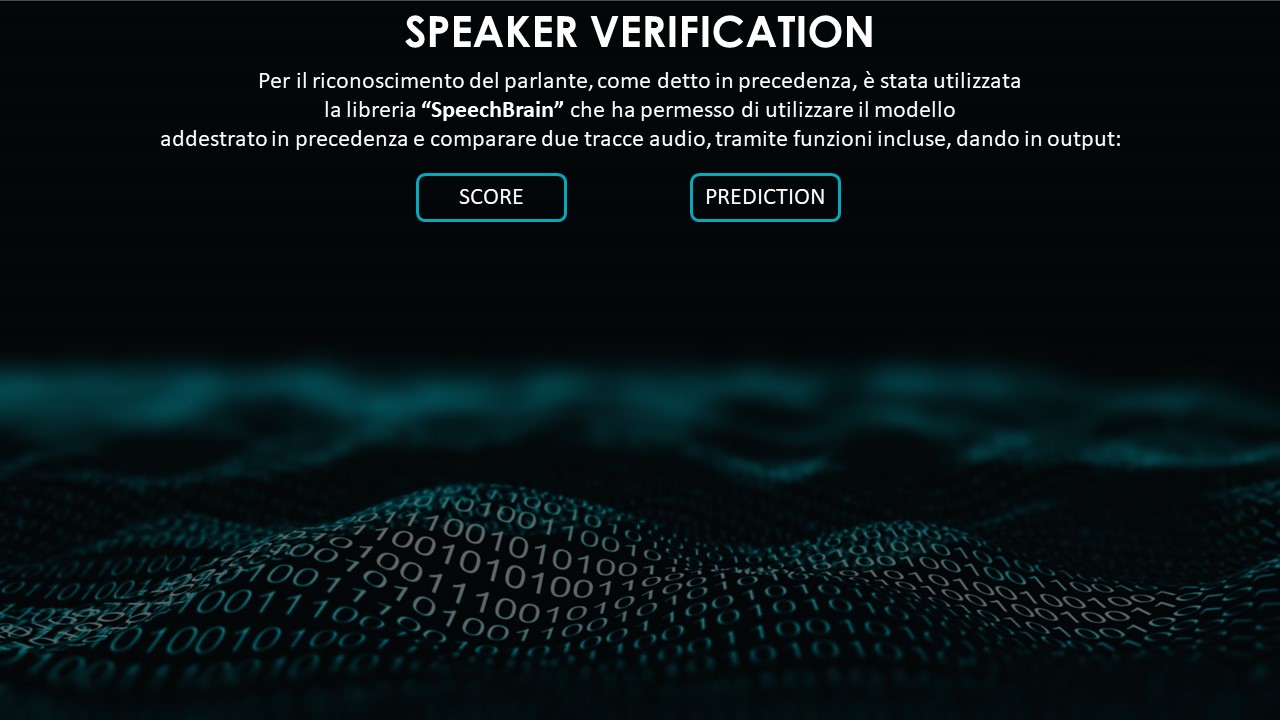 SPEAKER VERIFICATION
Per il riconoscimento del parlante, come detto in precedenza, è stata utilizzata
la libreria “SpeechBrain” che ha permesso di utilizzare il modello
addestrato in precedenza e comparare due tracce audio, tramite funzioni incluse, dando in output:
SCORE
PREDICTION